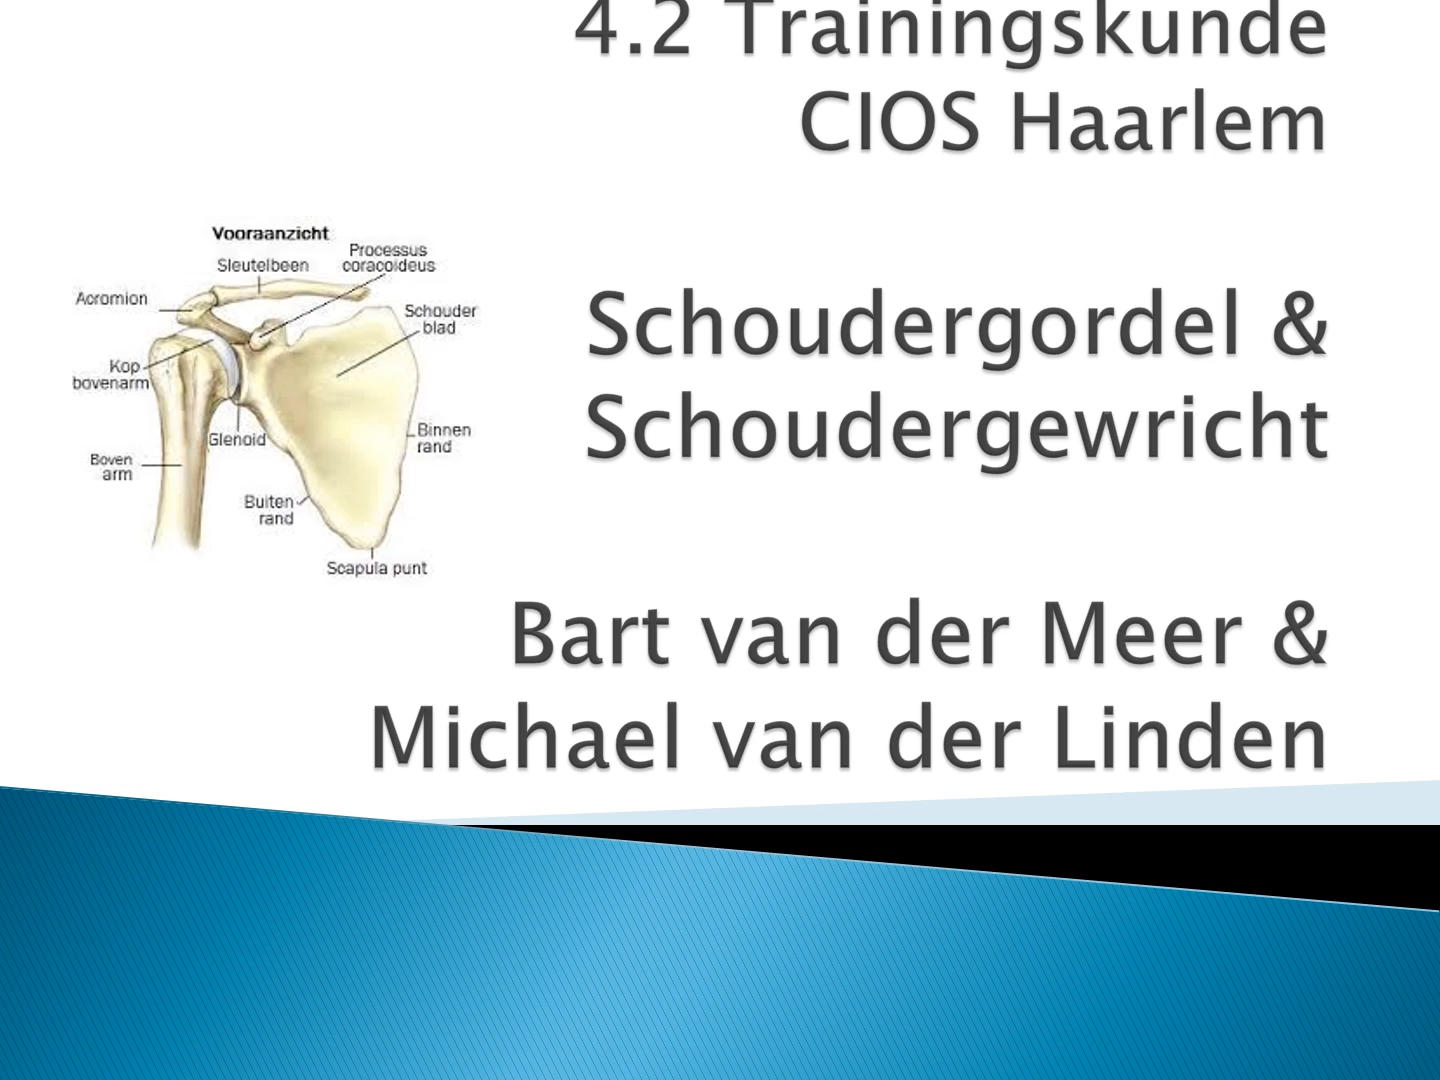 4.2 Trainingskunde
CIOS Haarlem
Vooraanzicht
Processus
coracoideus
Sleutelbeen
Acromion
Schouder
blad
Kop
bovenarm
Glenoid
Binnen
rand
Boven
arm
Buiten
rand
Scapula punt
Schoudergordel &
Schoudergewricht
Bart van der Meer &
Michael van der Linden